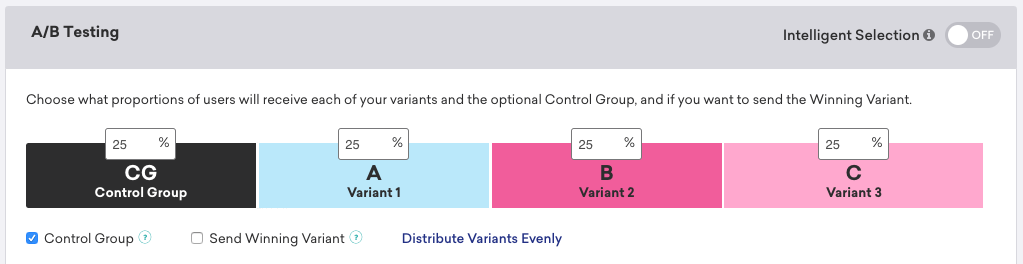 A/B Testing
Intelligent Selection
OFF
Choose what proportions of users will receive each of your variants and the optional Control Group, and if you want to send the Winning Variant.
25 %
25 %
25 %
25 %
CG
A
B
C
Control Group
Variant 1
Variant 2
Variant 3
Control Group ?
Send Winning Variant ?
Distribute Variants Evenly